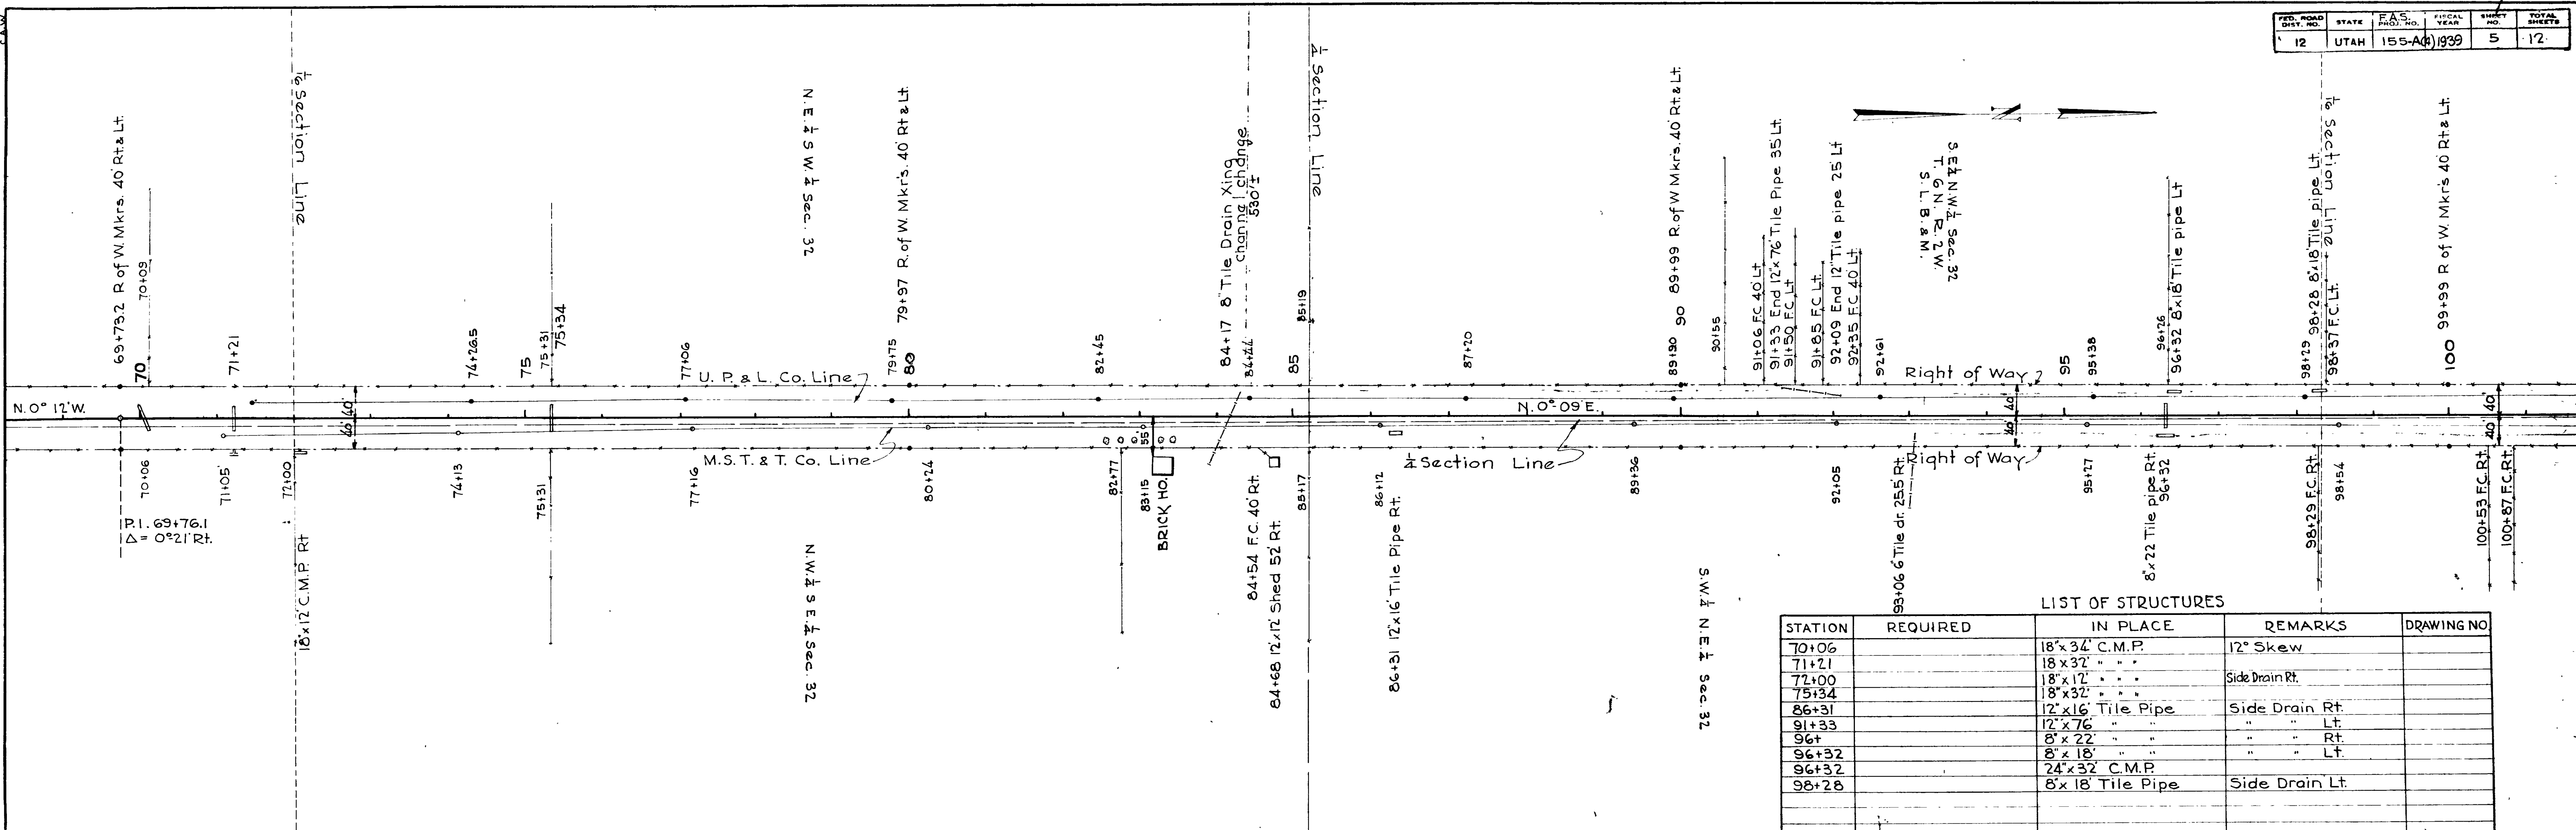 FED. ROAD DIST. NO. STATE F.A.S. PROJ. NO. FISCAL YEAR SHEET NO. TOTAL SHEETS
12 UTAH 155-A(4) 1939 5 12
69+73.2 R of W. Mkrs. 40' Rt. & Lt.
70+09
1/16 Section Line
N.E. 1/4 S.W. 1/4 Sec. 32
79+97 R. of W. Mkr's. 40' Rt & Lt.
84+17 8" Tile Drain Xing
Channel change
530'±
1/4 Section Line
89+99 R. of W Mkr's. 40' Rt & Lt.
90+55
91+06 F.C. 40' Lt
91+33 End 12"x76' Tile Pipe 35' Lt.
91+50 F.C. Lt
91+85 F.C. Lt.
92+09 End 12" Tile pipe 25' Lt
92+35 F.C. 40' Lt.
S.E. 1/4 N.W. 1/4 Sec. 32
T. 6 N. R. 2 W.
S. L. B. & M.
N
96+26
96+32 8"x18' Tile pipe Lt
98+28 8"x18' Tile pipe Lt.
98+29
98+37 F.C. Lt.
1/16 Section Line
99+99 R of W. Mkr's 40' Rt & Lt.
70
71+21
74+26.5
75
75+31
75+34
77+06
79+75
80
82+45
84+44
85
85+19
87+20
89+90
90
92+61
95
95+38
100
U. P. & L. Co. Line
Right of Way
N. 0° 12' W.
40'
40'
N. 0°-09' E.
40'
40'
40'
40'
M.S.T. & T. Co. Line
55'
1/4 Section Line
Right of Way
70+06
71+05
72+00
74+13
75+31
77+16
80+24
82+77
83+15
BRICK HO.
84+54 F.C. 40' Rt.
84+68 12'x12' Shed 52' Rt.
85+17
86+12
86+31 12"x16' Tile Pipe Rt.
89+36
92+05
93+06 6" Tile dr. 25.5' Rt.
95+27
8"x22' Tile pipe Rt.
96+32
98+29 F.C. Rt.
98+54
100+53 F.C. Rt.
100+87 F.C. Rt.
P.I. 69+76.1
Δ = 0°21' Rt.
18"x12' C.M.P. Rt
N.W. 1/4 S.E. 1/4 Sec. 32
S.W. 1/4 N.E. 1/4 Sec. 32
LIST OF STRUCTURES
STATION REQUIRED IN PLACE REMARKS DRAWING NO.
70+06 18"x34' C.M.P. 12° Skew
71+21 18"x32' " " "
72+00 18"x12' " " " Side Drain Rt.
75+34 18"x32' " " "
86+31 12"x16' Tile Pipe Side Drain Rt.
91+33 12"x76' " " " " Lt.
96+ 8"x22' " " " " Rt.
96+32 8"x18' " " " " Lt.
96+32 24"x32' C.M.P.
98+28 8"x18' Tile Pipe Side Drain Lt.